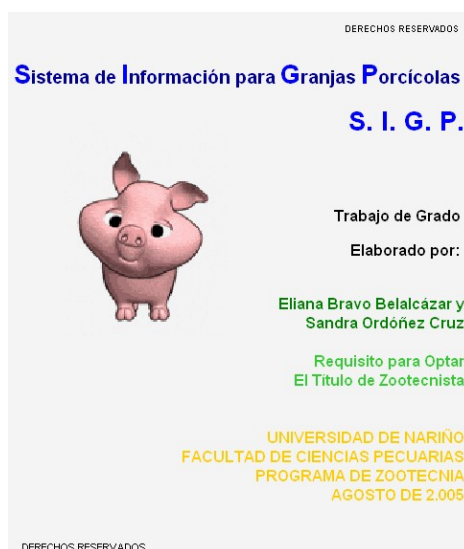 DERECHOS RESERVADOS
Sistema de Información para Granjas Porcícolas
S. I. G. P.
Trabajo de Grado
Elaborado por:
Eliana Bravo Belalcázar y
Sandra Ordóñez Cruz
Requisito para Optar
El Título de Zootecnista
UNIVERSIDAD DE NARIÑO
FACULTAD DE CIENCIAS PECUARIAS
PROGRAMA DE ZOOTECNIA
AGOSTO DE 2.005
DERECHOS RESERVADOS